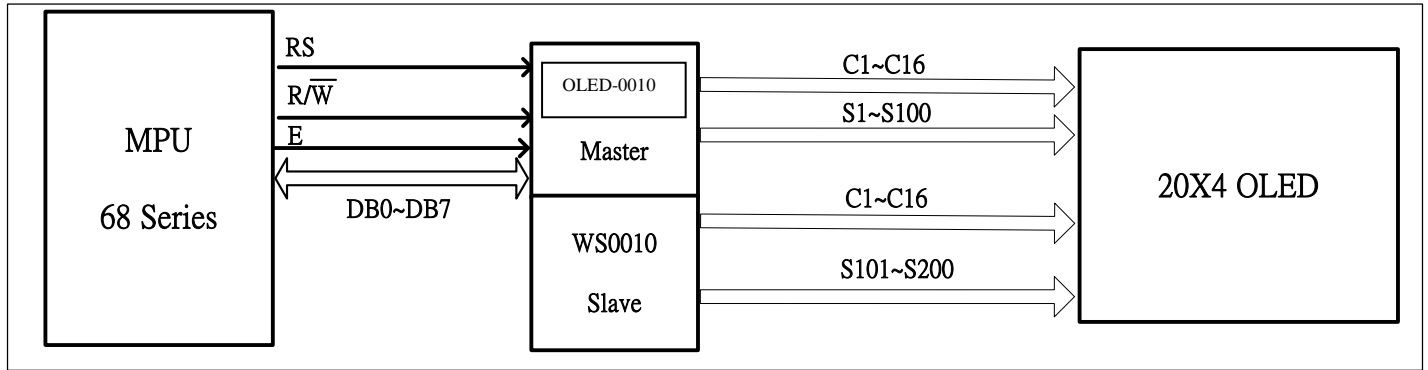 MPU
68 Series
RS
R/W̅
E
DB0~DB7
OLED-0010
Master
WS0010
Slave
C1~C16
S1~S100
C1~C16
S101~S200
20X4 OLED